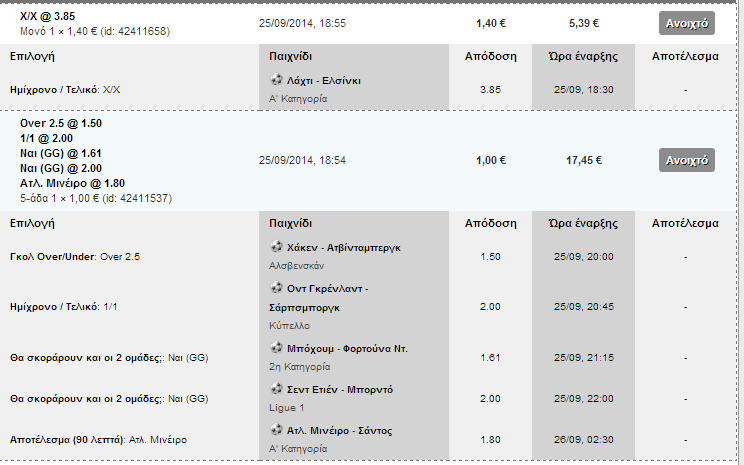 X/X @ 3.85
Μονό 1 × 1,40 € (id: 42411658)
25/09/2014, 18:55
1,40 €
5,39 €
Ανοιχτό
Επιλογή Παιχνίδι Απόδοση Ώρα έναρξης Αποτέλεσμα
Ημίχρονο / Τελικό: X/X
Λάχτι - Ελσίνκι
Α' Κατηγορία
3.85
25/09, 18:30
-
Over 2.5 @ 1.50
1/1 @ 2.00
Ναι (GG) @ 1.61
Ναι (GG) @ 2.00
Ατλ. Μινέιρο @ 1.80
5-άδα 1 × 1,00 € (id: 42411537)
25/09/2014, 18:54
1,00 €
17,45 €
Ανοιχτό
Επιλογή Παιχνίδι Απόδοση Ώρα έναρξης Αποτέλεσμα
Γκολ Over/Under: Over 2.5
Χάκεν - Ατβίνταμπεργκ
Αλσβενσκάν
1.50
25/09, 20:00
-
Ημίχρονο / Τελικό: 1/1
Οντ Γκρένλαντ -
Σάρπσμποργκ
Κύπελλο
2.00
25/09, 20:45
-
Θα σκοράρουν και οι 2 ομάδες;: Ναι (GG)
Μπόχουμ - Φορτούνα Ντ.
2η Κατηγορία
1.61
25/09, 21:15
-
Θα σκοράρουν και οι 2 ομάδες;: Ναι (GG)
Σεντ Ετιέν - Μπορντό
Ligue 1
2.00
25/09, 22:00
-
Αποτέλεσμα (90 λεπτά): Ατλ. Μινέιρο
Ατλ. Μινέιρο - Σάντος
Α' Κατηγορία
1.80
26/09, 02:30
-